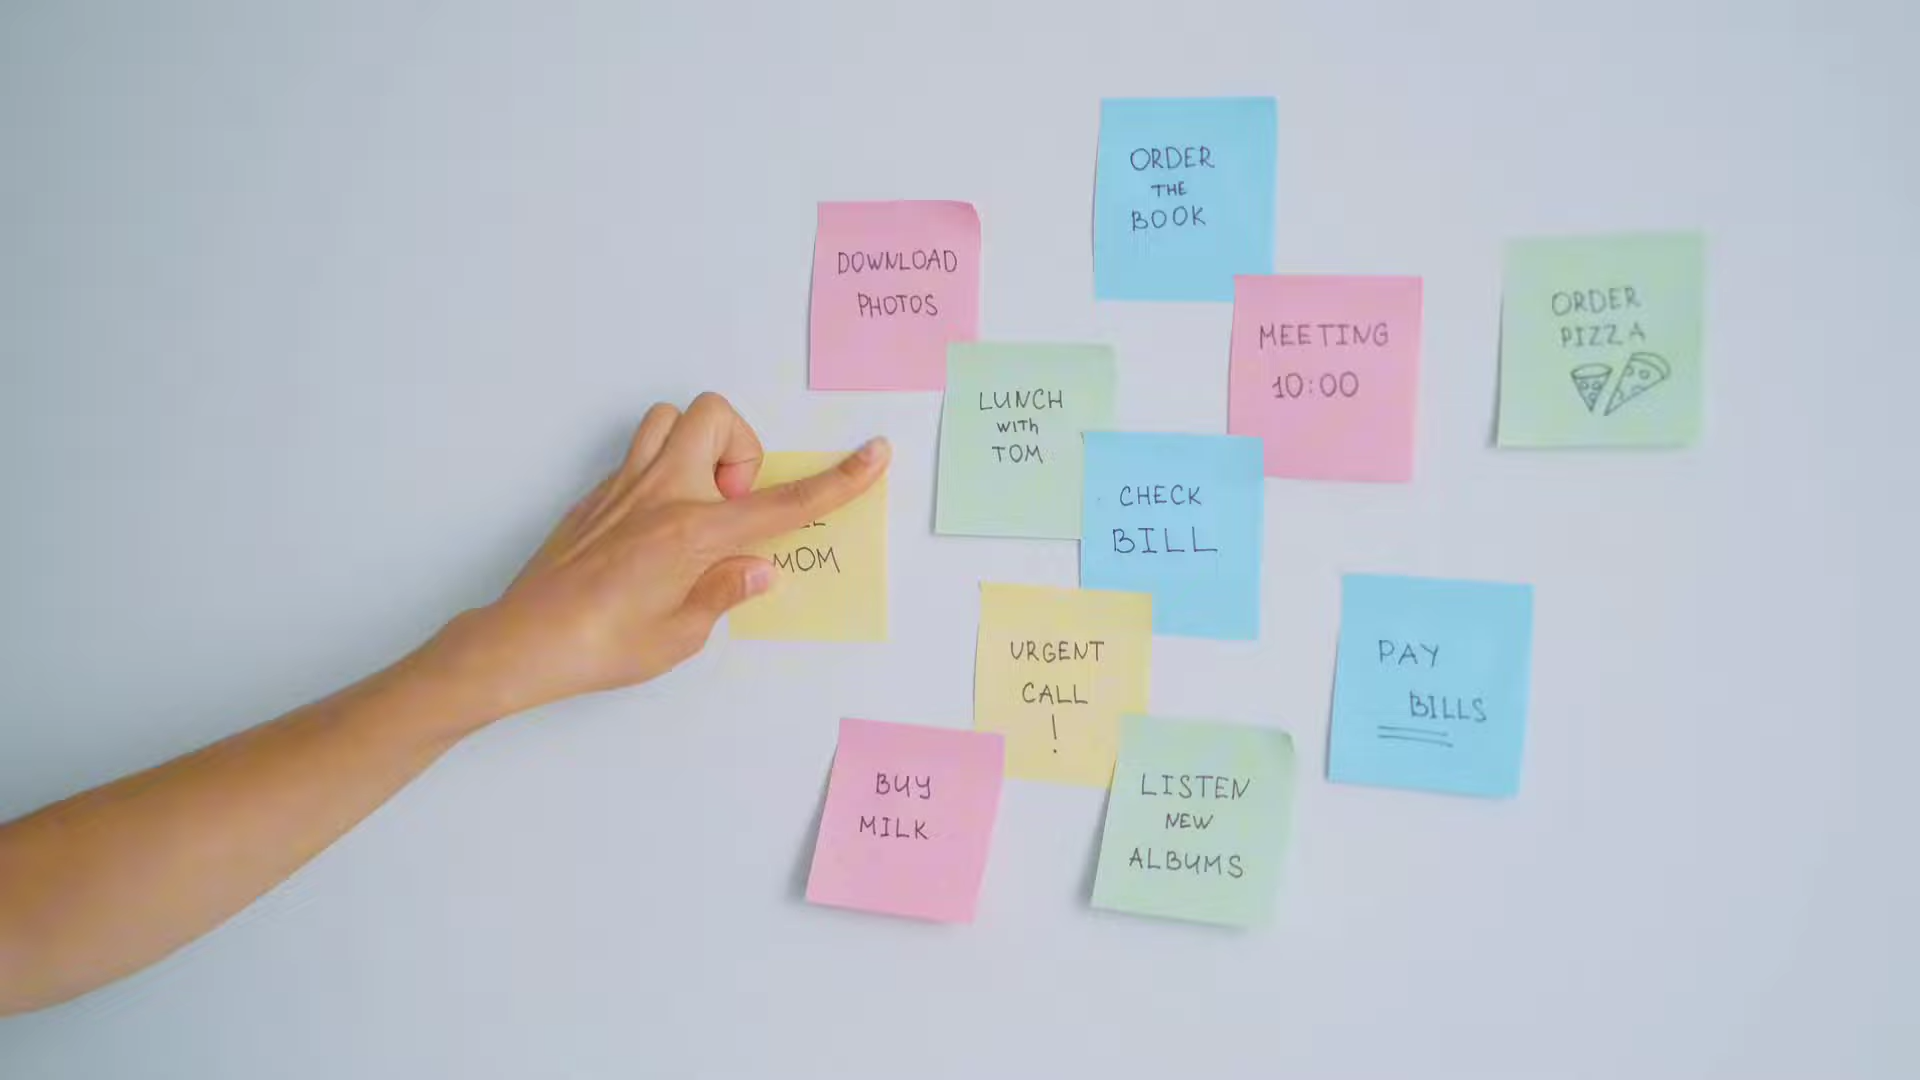 ORDER
THE
BOOK
DOWNLOAD
PHOTOS
MEETING
10:00
ORDER
PIZZA
LUNCH
WITH
TOM
CHECK
BILL
MOM
URGENT
CALL
!
PAY
BILLS
BUY
MILK
LISTEN
NEW
ALBUMS